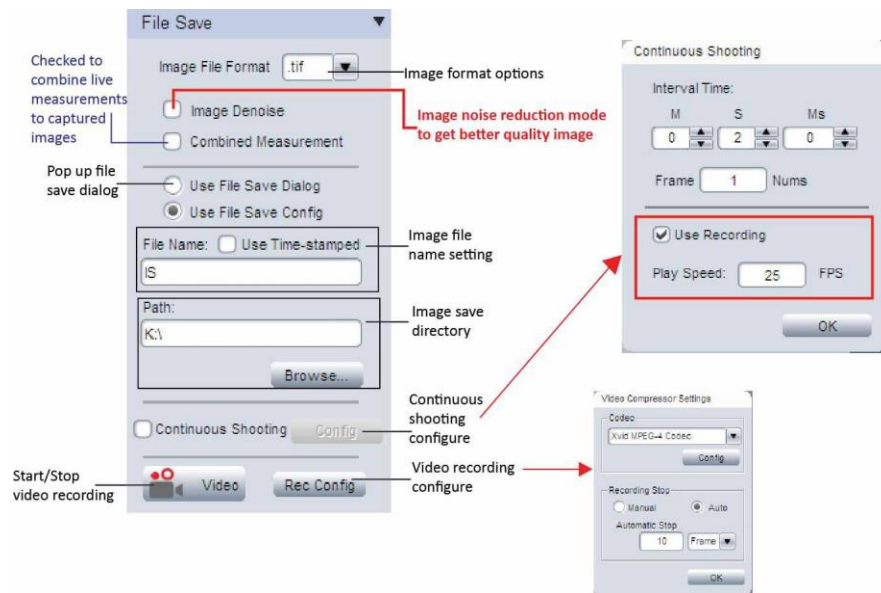 File Save
Checked to
combine live
measurements
to captured
images
Image File Format .tif
Image format options
Image Denoise
Image noise reduction mode
to get better quality image
Combined Measurement
Pop up file
save dialog
Use File Save Dialog
Use File Save Config
File Name: Use Time-stamped
IS
Image file
name setting
Path:
K:\
Browse...
Image save
directory
Continuous Shooting Config
Continuous
shooting
configure
Start/Stop
video recording
Video Rec Config
Video recording
configure
Continuous Shooting
Interval Time:
M S Ms
0 2 0
Frame 1 Nums
Use Recording
Play Speed: 25 FPS
OK
Video Compressor Settings
Codec
Xvid MPEG-4 Codec
Config
Recording Stop
Manual Auto
Automatic Stop
10 Frame
OK